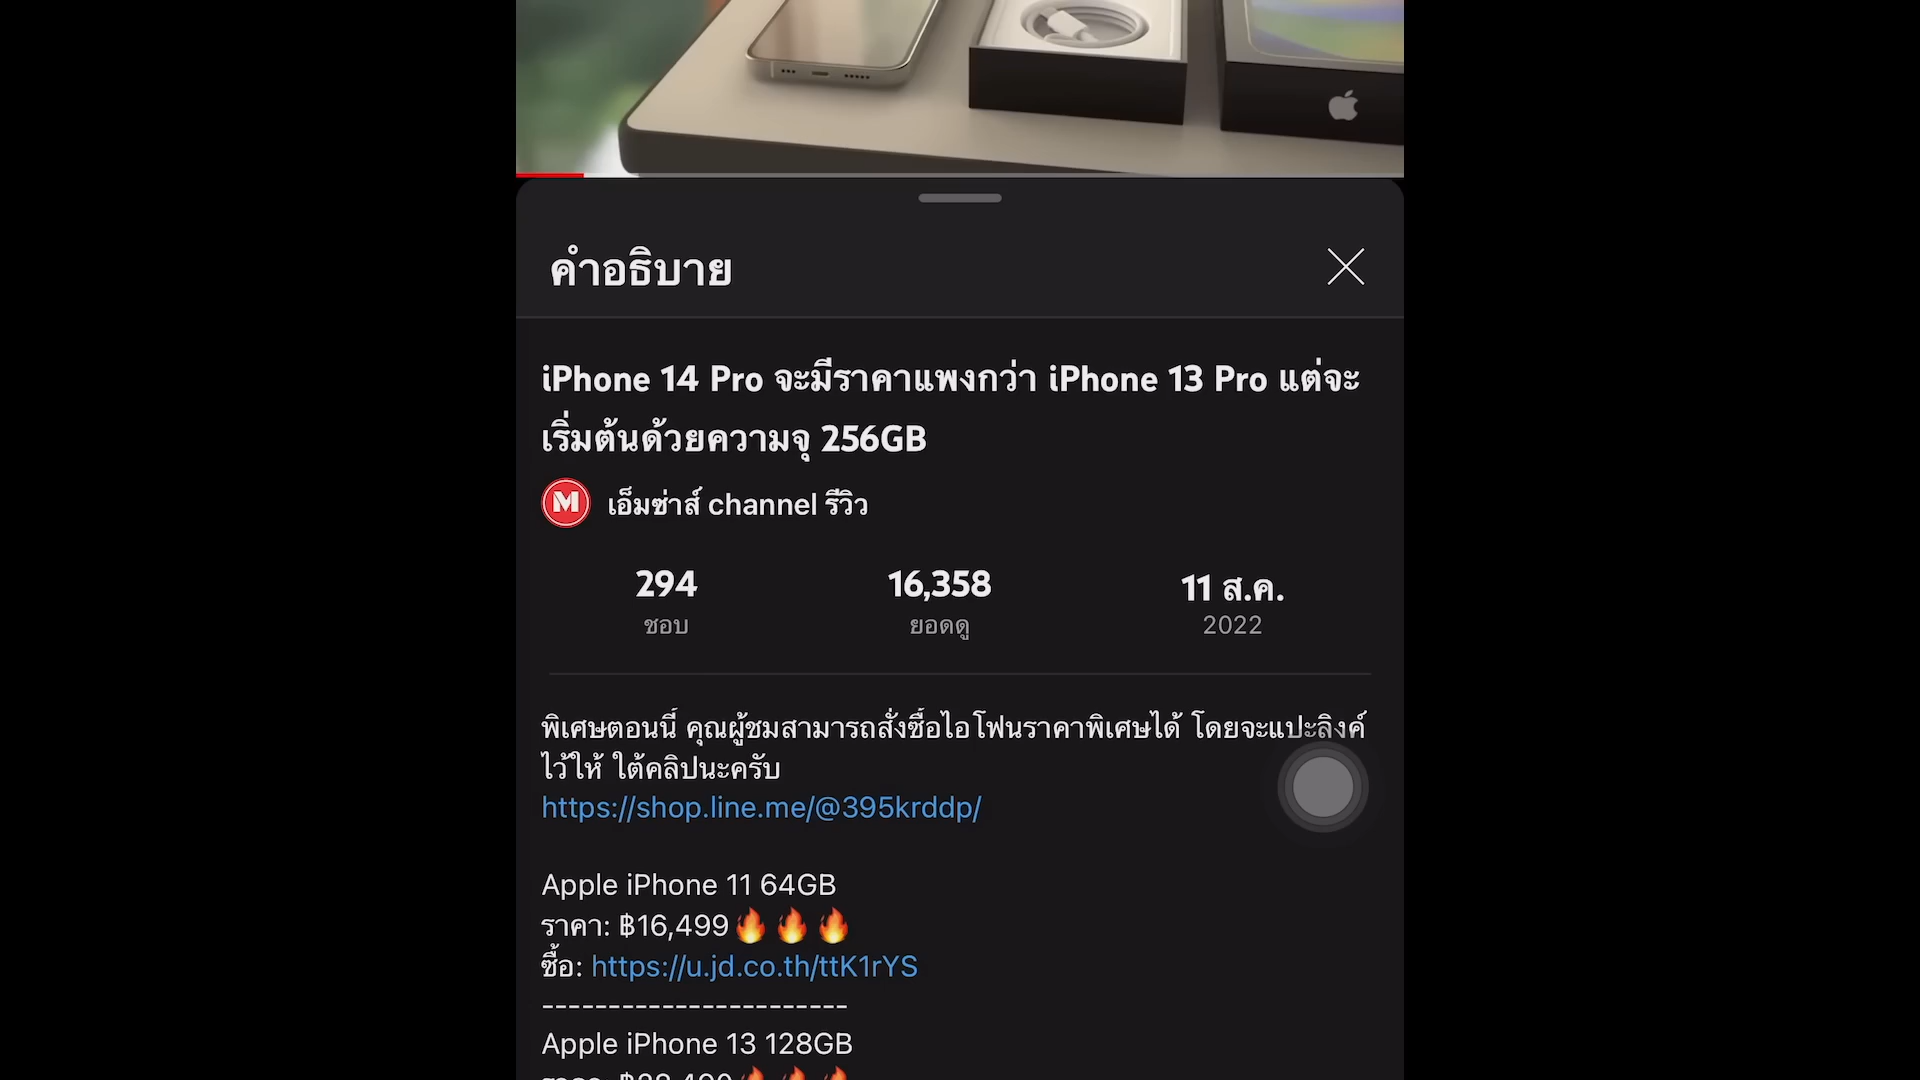 คำอธิบาย
iPhone 14 Pro จะมีราคาแพงกว่า iPhone 13 Pro แต่จะ
เริ่มต้นด้วยความจุ 256GB
M เอ็มซ่าส์ channel รีวิว
294 16,358 11 ส.ค.
ชอบ ยอดดู 2022
พิเศษตอนนี้ คุณผู้ชมสามารถสั่งซื้อไอโฟนราคาพิเศษได้ โดยจะแปะลิงค์
ไว้ให้ ใต้คลิปนะครับ
https://shop.line.me/@395krddp/
Apple iPhone 11 64GB
ราคา: ฿16,499🔥🔥🔥
ซื้อ: https://u.jd.co.th/ttK1rYS
-----------------------
Apple iPhone 13 128GB